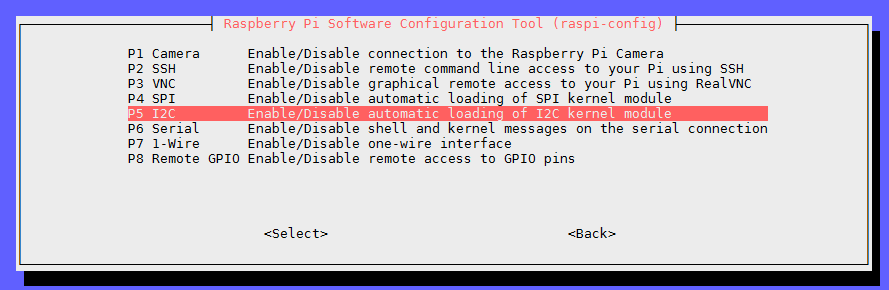 Raspberry Pi Software Configuration Tool (raspi-config)
P1 Camera Enable/Disable connection to the Raspberry Pi Camera
P2 SSH Enable/Disable remote command line access to your Pi using SSH
P3 VNC Enable/Disable graphical remote access to your Pi using RealVNC
P4 SPI Enable/Disable automatic loading of SPI kernel module
P5 I2C Enable/Disable automatic loading of I2C kernel module
P6 Serial Enable/Disable shell and kernel messages on the serial connection
P7 1-Wire Enable/Disable one-wire interface
P8 Remote GPIO Enable/Disable remote access to GPIO pins
<Select> <Back>